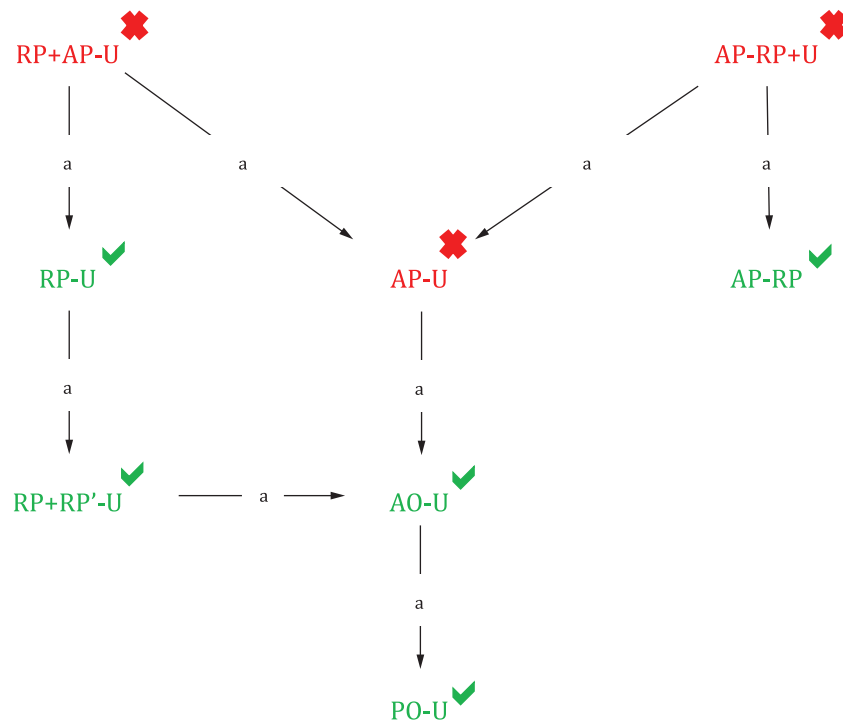 RP+AP-U
AP-RP+U
a
a
a
a
RP-U
AP-U
AP-RP
a
a
RP+RP’-U
a
AO-U
a
PO-U